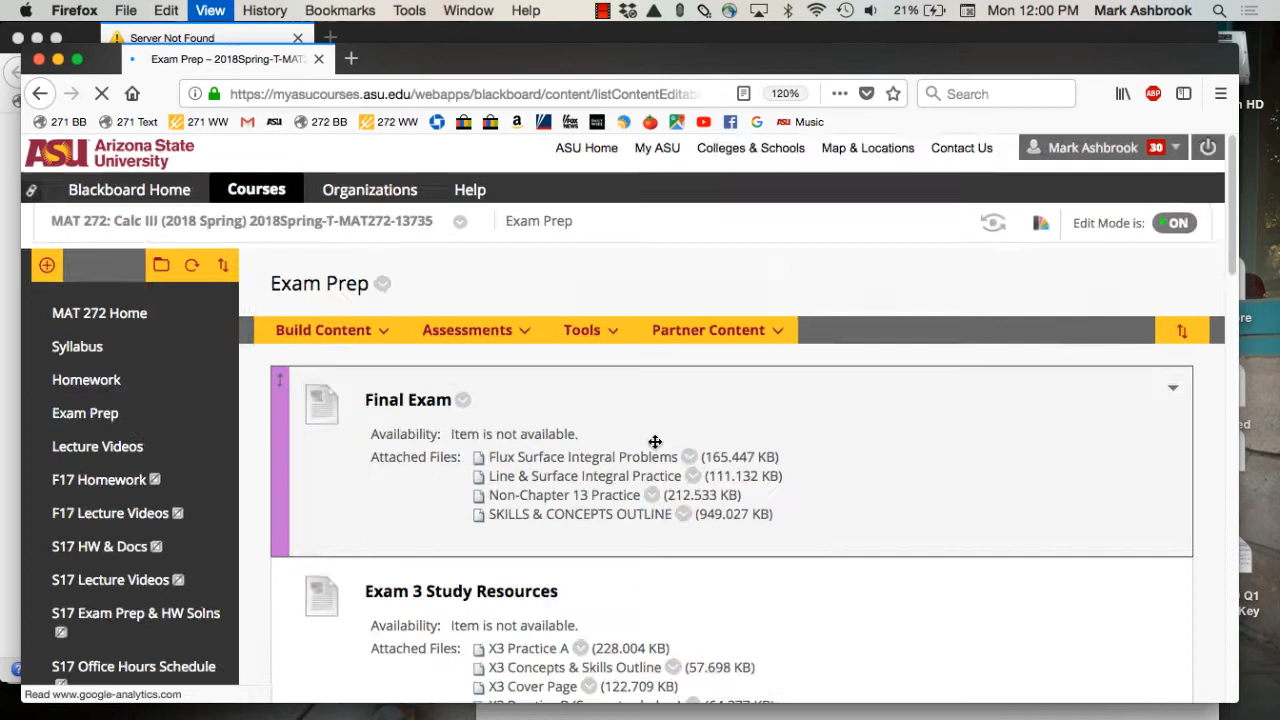 Firefox File Edit View History Bookmarks Tools Window Help 21% Mon 12:00 PM Mark Ashbrook
Server Not Found
Exam Prep – 2018Spring-T-MAT
https://myasucourses.asu.edu/webapps/blackboard/content/listContentEditab 120% Search
271 BB 271 Text 271 WW ASU 272 BB 272 WW Music
ASU Arizona State University
ASU Home My ASU Colleges & Schools Map & Locations Contact Us Mark Ashbrook 30
Blackboard Home Courses Organizations Help
MAT 272: Calc III (2018 Spring) 2018Spring-T-MAT272-13735 Exam Prep Edit Mode is: ON
MAT 272 Home
Syllabus
Homework
Exam Prep
Lecture Videos
F17 Homework
F17 Lecture Videos
S17 HW & Docs
S17 Lecture Videos
S17 Exam Prep & HW Solns
S17 Office Hours Schedule
Exam Prep
Build Content Assessments Tools Partner Content
Final Exam
Availability: Item is not available.
Attached Files: Flux Surface Integral Problems (165.447 KB)
Line & Surface Integral Practice (111.132 KB)
Non-Chapter 13 Practice (212.533 KB)
SKILLS & CONCEPTS OUTLINE (949.027 KB)
Exam 3 Study Resources
Availability: Item is not available.
Attached Files: X3 Practice A (228.004 KB)
X3 Concepts & Skills Outline (57.698 KB)
X3 Cover Page (122.709 KB)
Read www.google-analytics.com
HD
Q1
Key